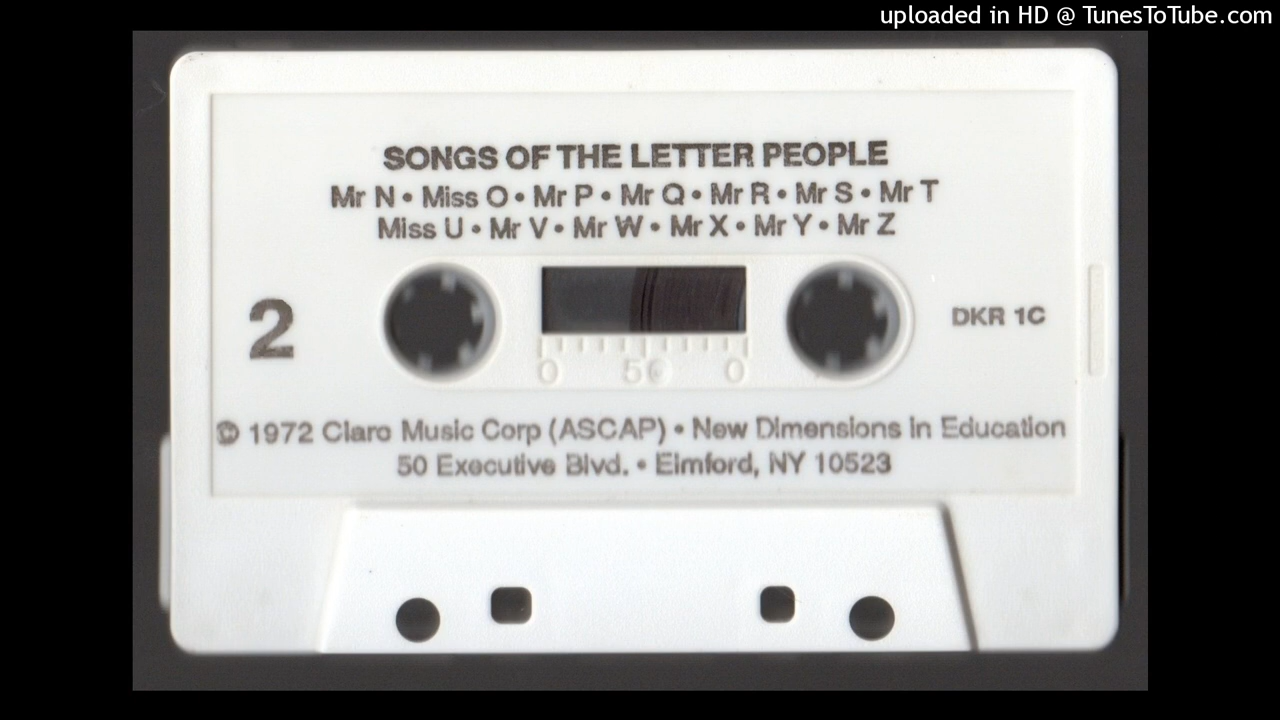 uploaded in HD @ TunesToTube.com
SONGS OF THE LETTER PEOPLE
Mr N • Miss O • Mr P • Mr Q • Mr R • Mr S • Mr T
Miss U • Mr V • Mr W • Mr X • Mr Y • Mr Z
2
DKR 1C
0 50 0
© 1972 Claro Music Corp (ASCAP) • New Dimensions in Education
50 Executive Blvd. • Elmford, NY 10523